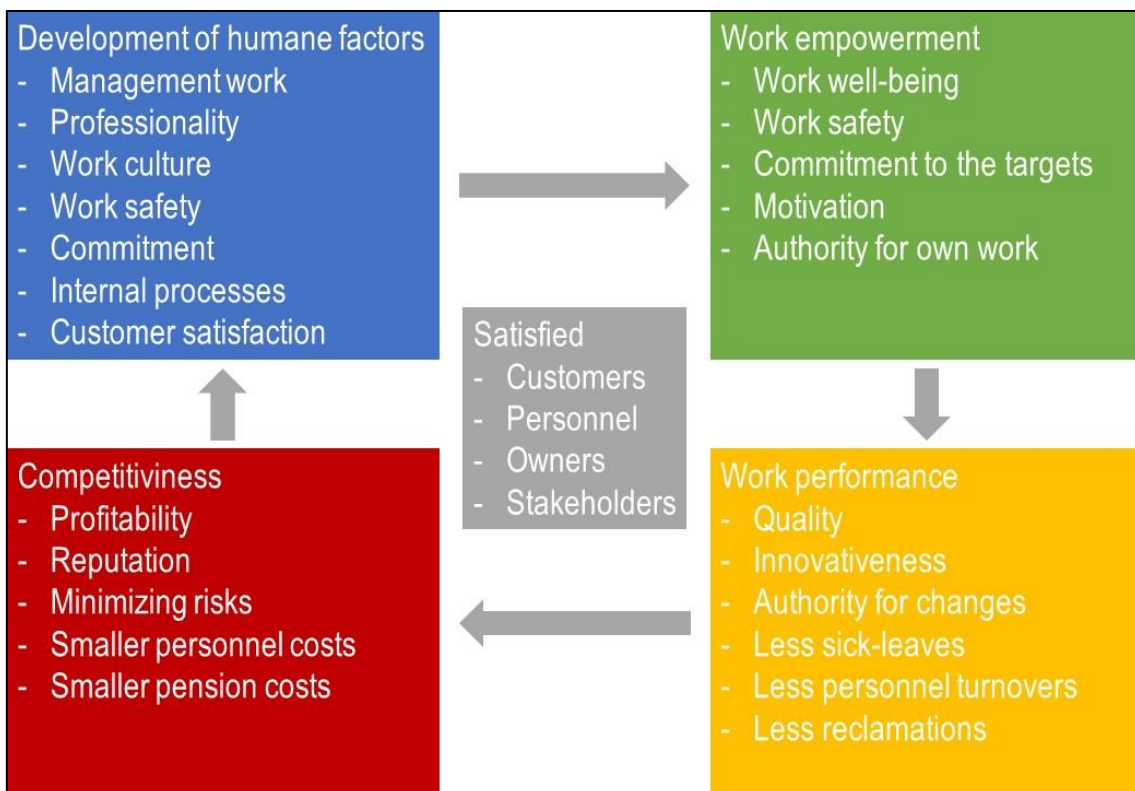 Development of humane factors
- Management work
- Professionality
- Work culture
- Work safety
- Commitment
- Internal processes
- Customer satisfaction
Work empowerment
- Work well-being
- Work safety
- Commitment to the targets
- Motivation
- Authority for own work
Satisfied
- Customers
- Personnel
- Owners
- Stakeholders
Competitiviness
- Profitability
- Reputation
- Minimizing risks
- Smaller personnel costs
- Smaller pension costs
Work performance
- Quality
- Innovativeness
- Authority for changes
- Less sick-leaves
- Less personnel turnovers
- Less reclamations